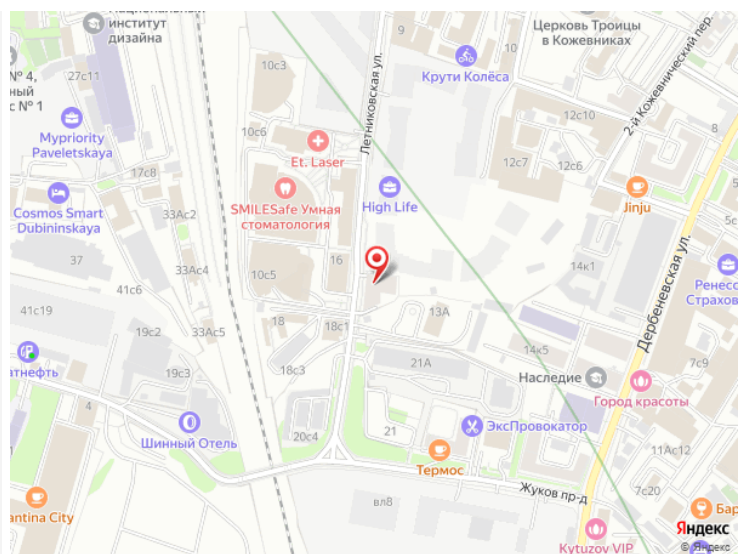 Национальный
институт
дизайна
№ 4,
с № 1
27с11
Mypriority
Paveletskaya
17с8
Cosmos Smart
Dubininskaya
33Ас2
37
33Ас4
41с6
41с19
19с2
33Ас5
19с3
4
Шинный Отель
antina City
10с3
10с6
Et. Laser
SMILESafe Умная
стоматология
10с5
16
18
18с1
18с3
20с4
Летниковская ул.
9
Крути Колёса
Церковь Троицы
в Кожевниках
2-й Кожевнический пер.
8
12с10
12с7
12с6
High Life
Jinju
14к1
Дербеневская ул.
Ренесс
Страхов
13А
14к5
7с9
21А
Наследие
Город красоты
21
ЭксПровокатор
Термос
11Ас12
Жуков пр-д
7с20
вл8
Бар
Kytuzov VIP
Яндекс
© Яндекс